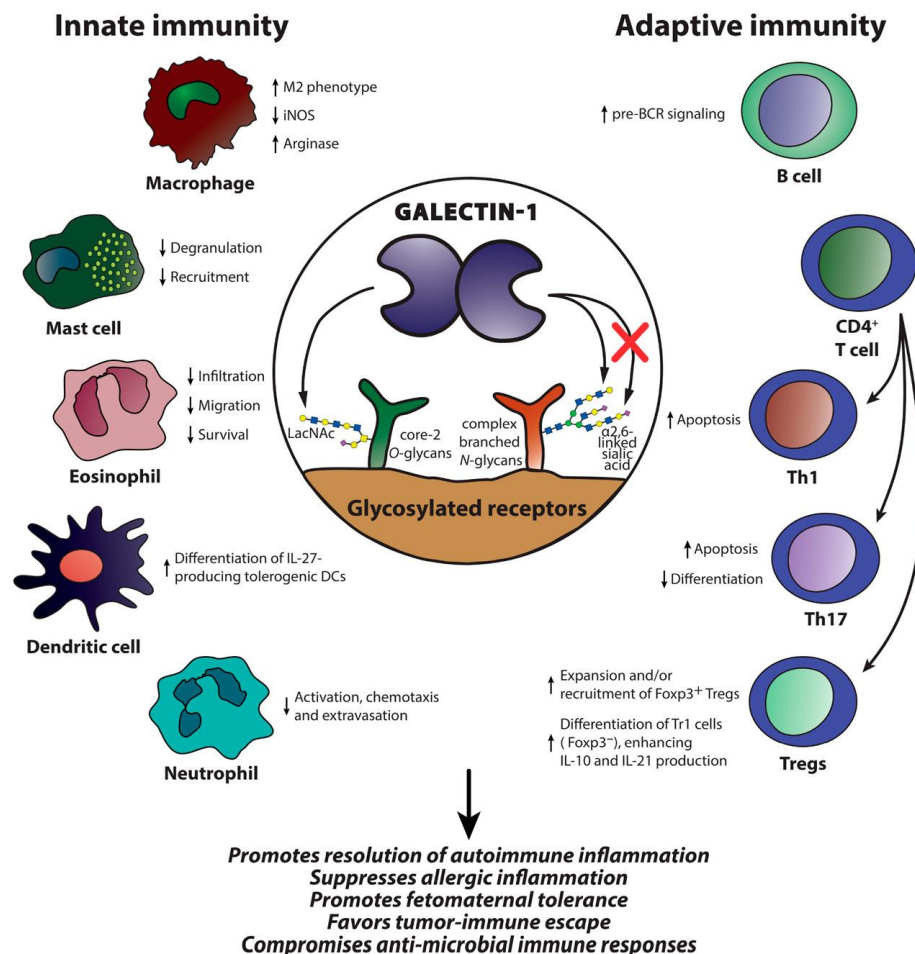 Innate immunity
Adaptive immunity
↑ M2 phenotype
↓ iNOS
↑ Arginase
Macrophage
↓ Degranulation
↓ Recruitment
Mast cell
↓ Infiltration
↓ Migration
↓ Survival
Eosinophil
↑ Differentiation of IL-27-
producing tolerogenic DCs
Dendritic cell
↓ Activation, chemotaxis
and extravasation
Neutrophil
GALECTIN-1
LacNAc
core-2
O-glycans
complex
branched
N-glycans
α2,6-
linked
sialic
acid
Glycosylated receptors
↑ pre-BCR signaling
B cell
CD4⁺
T cell
↑ Apoptosis
Th1
↑ Apoptosis
↓ Differentiation
Th17
↑ Expansion and/or
recruitment of Foxp3⁺ Tregs
Differentiation of Tr1 cells
↑ (Foxp3⁻), enhancing
IL-10 and IL-21 production
Tregs
Promotes resolution of autoimmune inflammation
Suppresses allergic inflammation
Promotes fetomaternal tolerance
Favors tumor-immune escape
Compromises anti-microbial immune responses